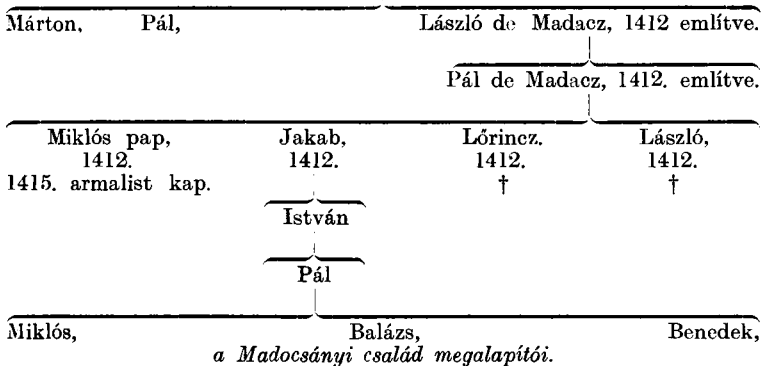 Márton, Pál, László de Madacz, 1412 említve.
Pál de Madacz, 1412. említve.
Miklós pap, Jakab, Lőrincz. László,
1412. 1412. 1412. 1412.
1415. armalist kap. † †
István
Pál
Miklós, Balázs, Benedek,
a Madocsányi család megalapítói.